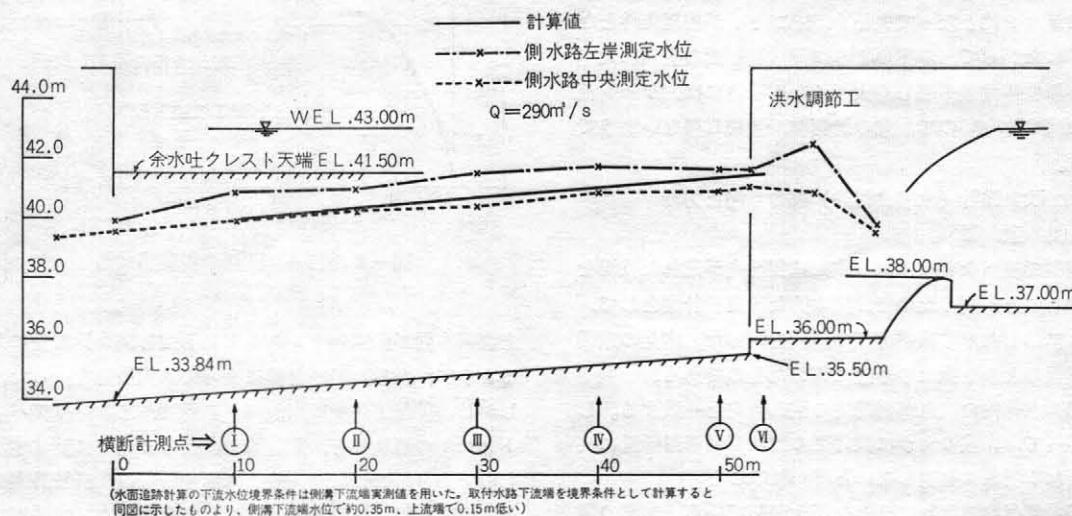 計算値
側水路左岸測定水位
側水路中央測定水位
Q=290㎥/s
洪水調節工
44.0m
42.0
40.0
38.0
36.0
34.0
WEL.43.00m
余水吐クレスト天端EL.41.50m
EL.38.00m
EL.37.00m
EL.36.00m
EL.35.50m
EL.33.84m
横断計測点⇒ Ⅰ Ⅱ Ⅲ Ⅳ Ⅴ Ⅵ
0 10 20 30 40 50m
(水面追跡計算の下流水位境界条件は側溝下流端実測値を用いた。取付水路下流端を境界条件として計算すると
同図に示したものより、側溝下流端水位で約0.35m、上流端で0.15m低い)